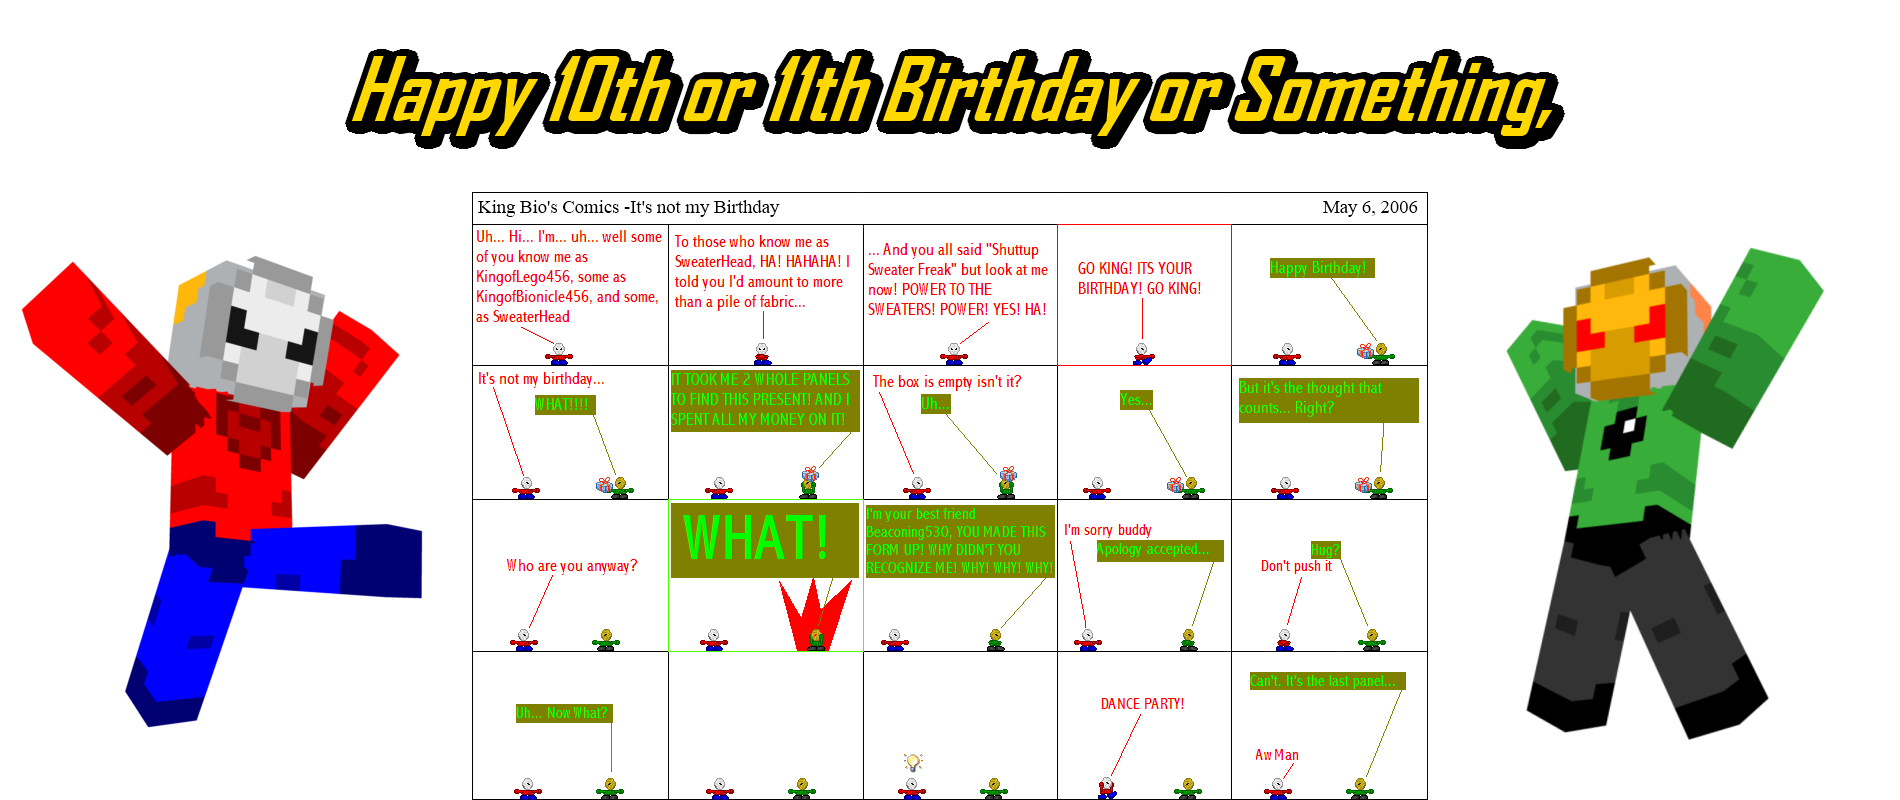 Happy 10th or 11th Birthday or Something,
King Bio's Comics -It's not my Birthday
May 6, 2006
Uh... Hi... I'm... uh... well some
of you know me as
KingofLego456, some as
KingofBionicle456, and some,
as SweaterHead
To those who know me as
SweaterHead, HA! HAHAHA! I
told you I'd amount to more
than a pile of fabric...
... And you all said "Shuttup
Sweater Freak" but look at me
now! POWER TO THE
SWEATERS! POWER! YES! HA!
GO KING! ITS YOUR
BIRTHDAY! GO KING!
Happy Birthday!
It's not my birthday...
WHAT!!!!
IT TOOK ME 2 WHOLE PANELS
TO FIND THIS PRESENT! AND I
SPENT ALL MY MONEY ON IT!
The box is empty isn't it?
Uh...
Yes...
But it's the thought that
counts... Right?
Who are you anyway?
WHAT!
I'm your best friend
Beaconing530, YOU MADE THIS
FORM UP! WHY DIDN'T YOU
RECOGNIZE ME! WHY! WHY! WHY!
I'm sorry buddy
Apology accepted...
Hug?
Don't push it
Uh... Now What?
DANCE PARTY!
Can't. It's the last panel...
Aw Man